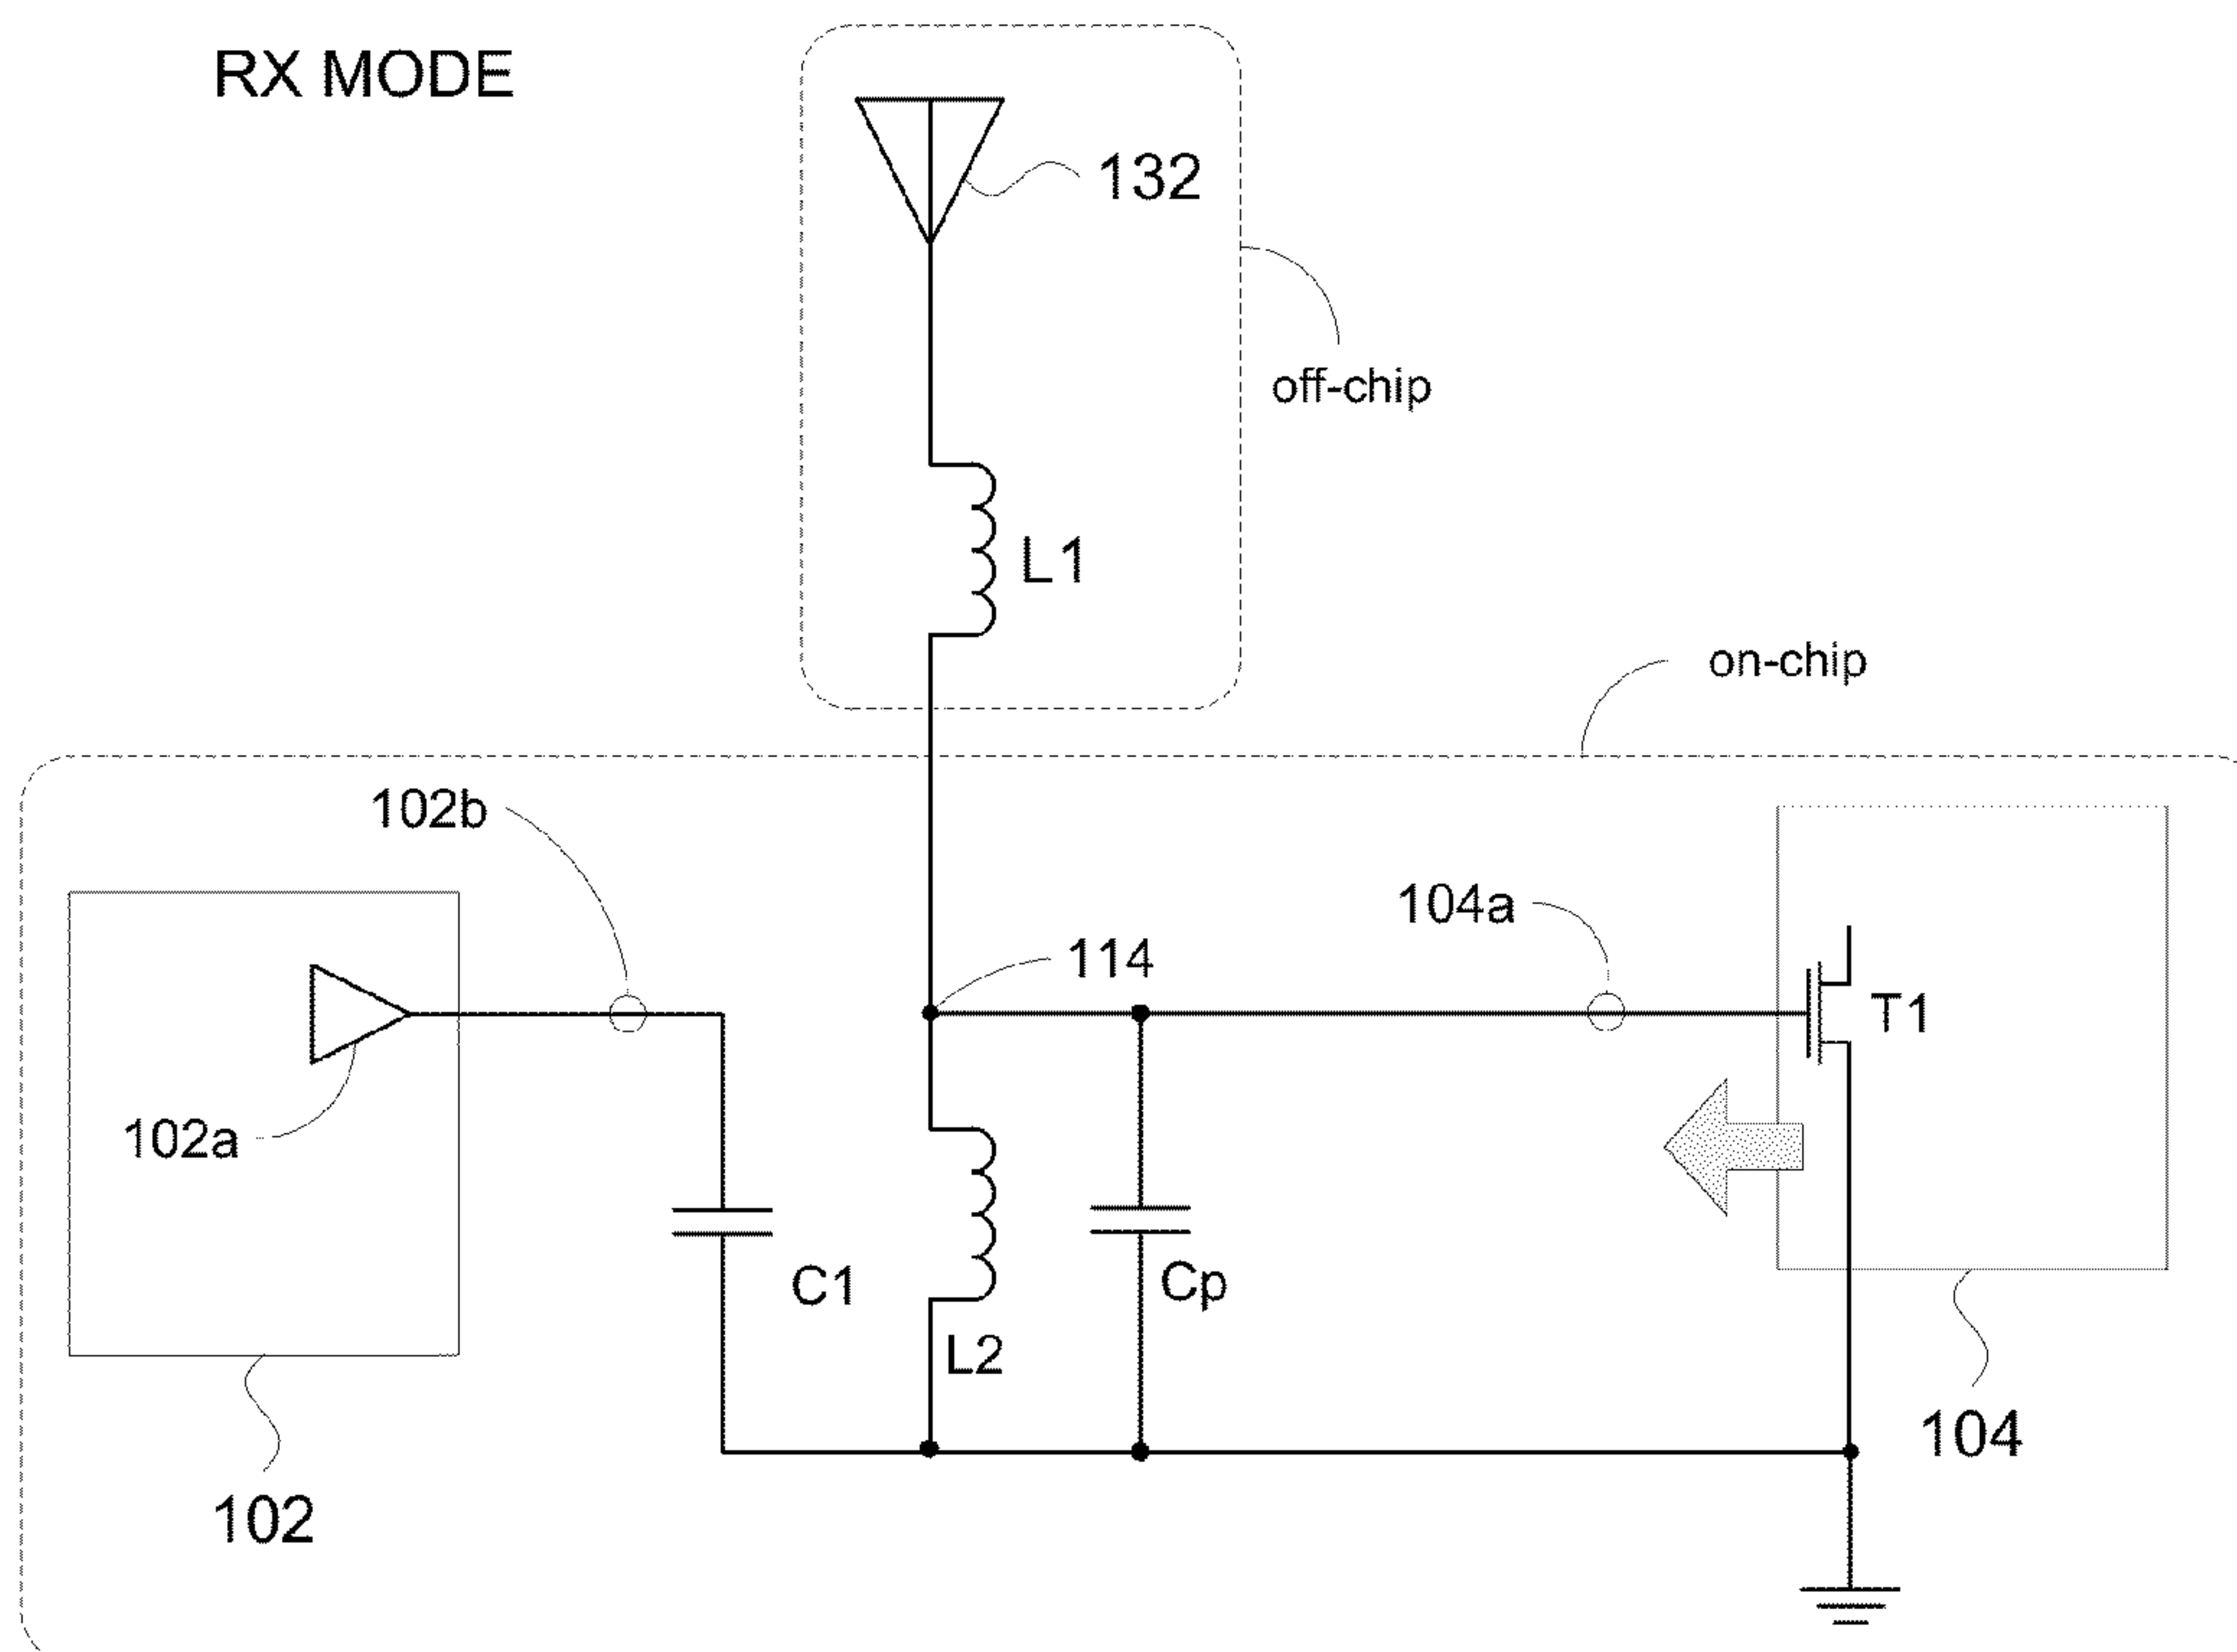 RX MODE
132
off-chip
L1
on-chip
102b
104a
114
T1
102a
C1
Cp
L2
104
102